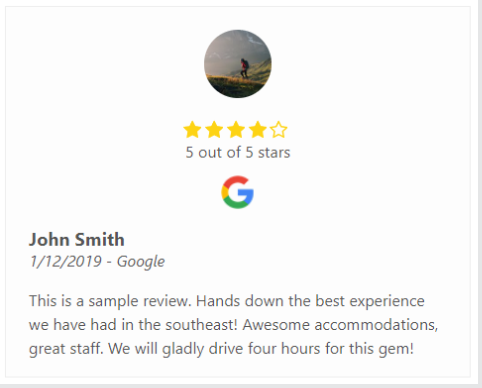 5 out of 5 stars
John Smith
1/12/2019 - Google
This is a sample review. Hands down the best experience
we have had in the southeast! Awesome accommodations,
great staff. We will gladly drive four hours for this gem!